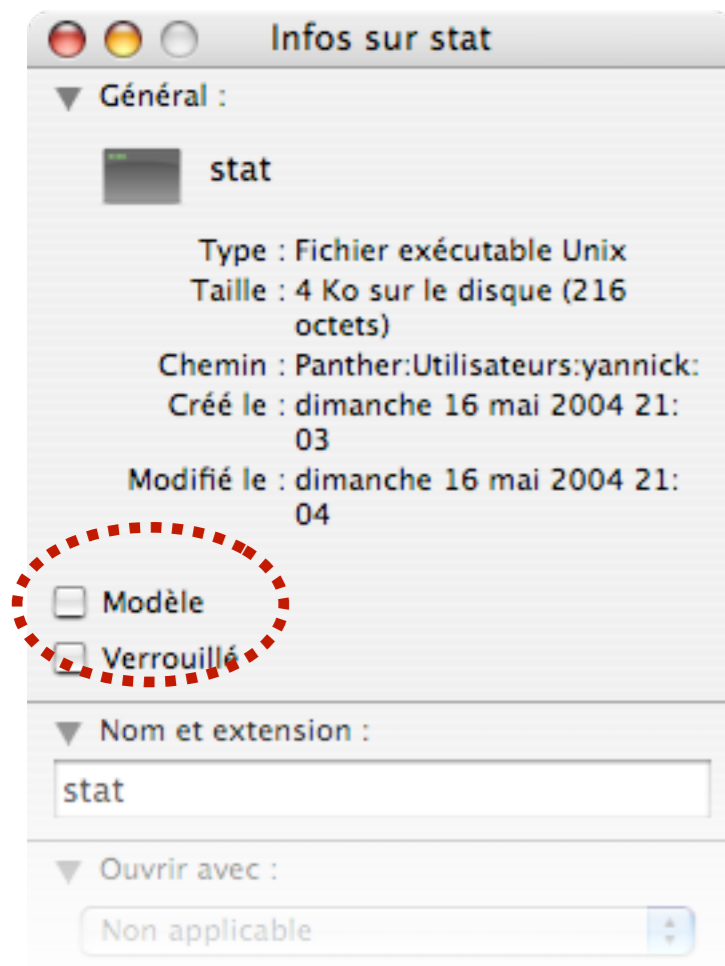 Infos sur stat
Général :
stat
Type : Fichier exécutable Unix
Taille : 4 Ko sur le disque (216
octets)
Chemin : Panther:Utilisateurs:yannick:
Créé le : dimanche 16 mai 2004 21:
03
Modifié le : dimanche 16 mai 2004 21:
04
Modèle
Verrouillé
Nom et extension :
stat
Ouvrir avec :
Non applicable